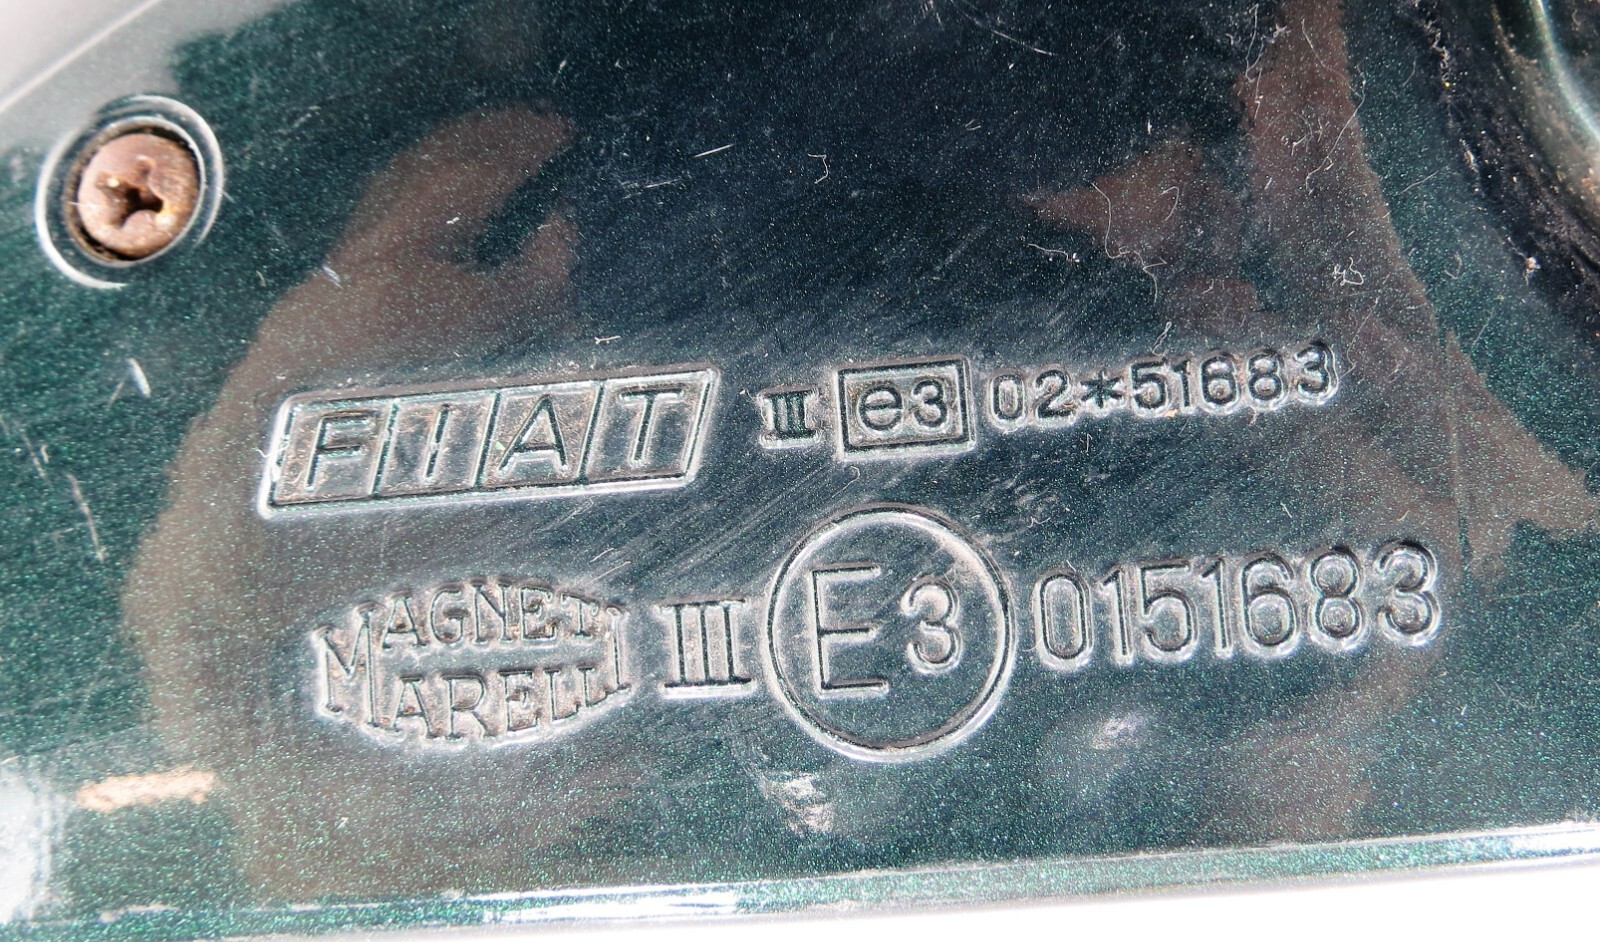 FIAT III e3 02*51683
MAGNETI MARELLI III E3 0151683